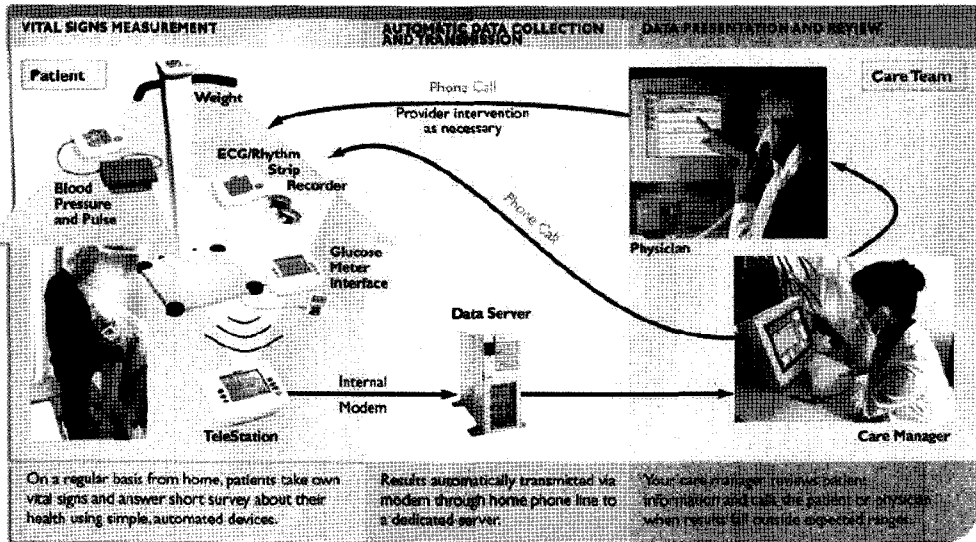 VITAL SIGNS MEASUREMENT
AUTOMATIC DATA COLLECTION
AND TRANSMISSION
DATA PRESENTATION AND REVIEW
Patient
Care Team
Weight
Phone Call
Provider intervention
as necessary
ECG/Rhythm
Strip
Recorder
Blood
Pressure
and Pulse
Phone Call
Physician
Glucose
Meter
Interface
Data Server
Internal
Modem
TeleStation
Care Manager
On a regular basis from home, patients take own
vital signs and answer short survey about their
health using simple, automated devices.
Results automatically transmitted via
modem through home phone line to
a dedicated server.
Your care manager reviews patient
information and calls the patient or physician
when results fall outside expected ranges.